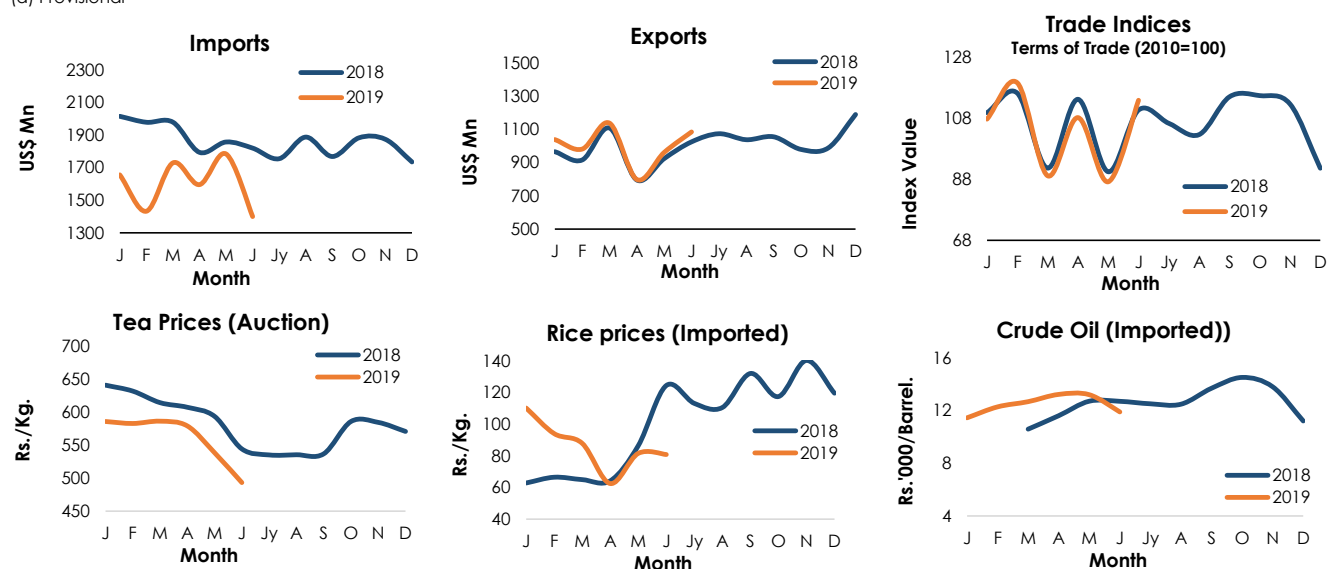 (a) Provisional
Imports
2300
2100
1900
1700
1500
1300
US$ Mn
2018
2019
J F M A M J Jy A S O N D
Month
Exports
1500
1300
1100
900
700
500
US$ Mn
2018
2019
J F M A M J Jy A S O N D
Month
Trade Indices
Terms of Trade (2010=100)
128
108
88
68
Index Value
2018
2019
J F M A M J Jy A S O N D
Month
Tea Prices (Auction)
700
650
600
550
500
450
Rs./Kg.
2018
2019
J F M A M J Jy A S O N D
Month
Rice prices (Imported)
140
120
100
80
60
40
Rs./Kg.
2018
2019
J F M A M J Jy A S O N D
Month
Crude Oil (Imported))
16
12
8
4
Rs.'000/Barrel.
2018
2019
J F M A M J Jy A S O N D
Month